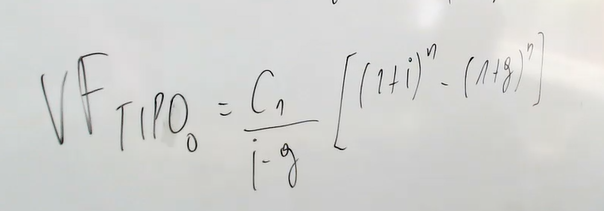 VF TIPO₀ = C₁ / (i-g) [(1+i)ⁿ - (1+g)ⁿ]